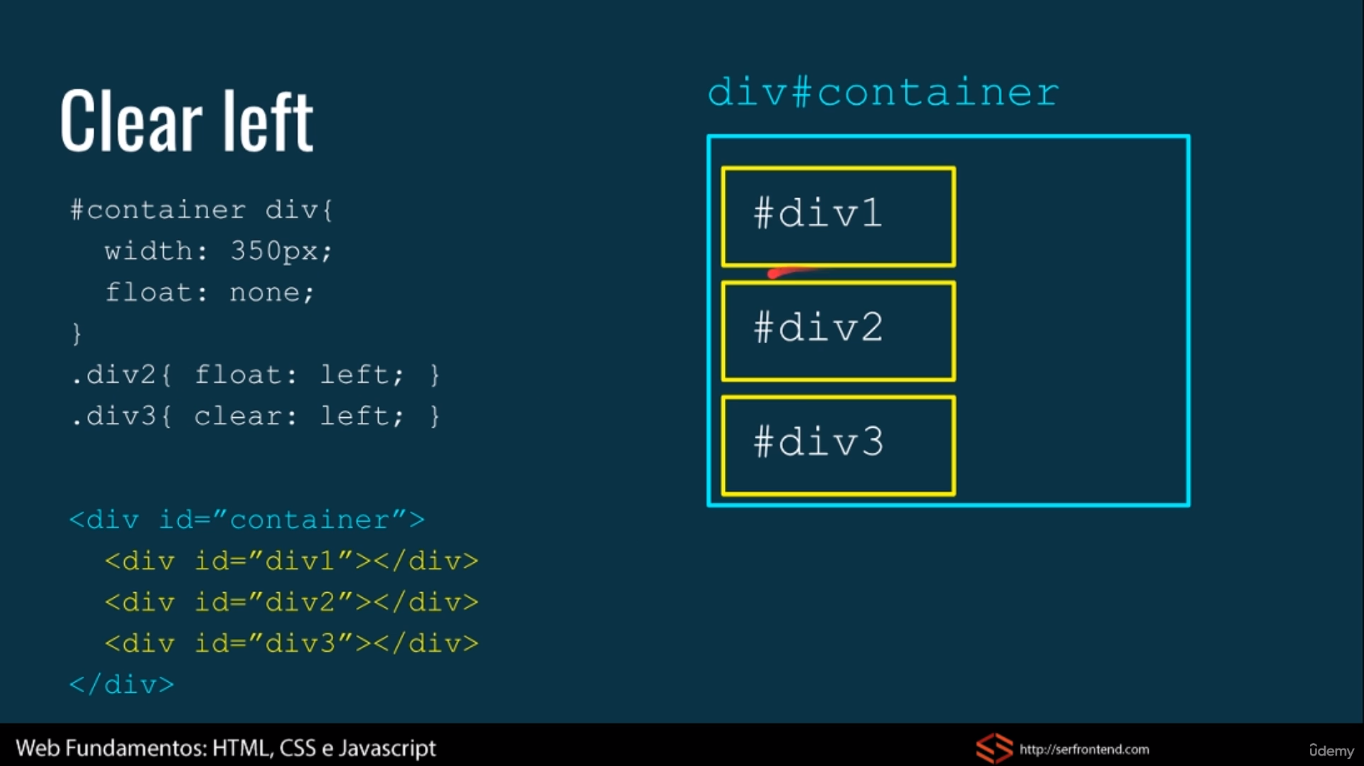 Clear left
#container div{
width: 350px;
float: none;
}
.div2{ float: left; }
.div3{ clear: left; }
<div id=”container”>
<div id=”div1”></div>
<div id=”div2”></div>
<div id=”div3”></div>
</div>
div#container
#div1
#div2
#div3
Web Fundamentos: HTML, CSS e Javascript
http://serfrontend.com
ûdemy